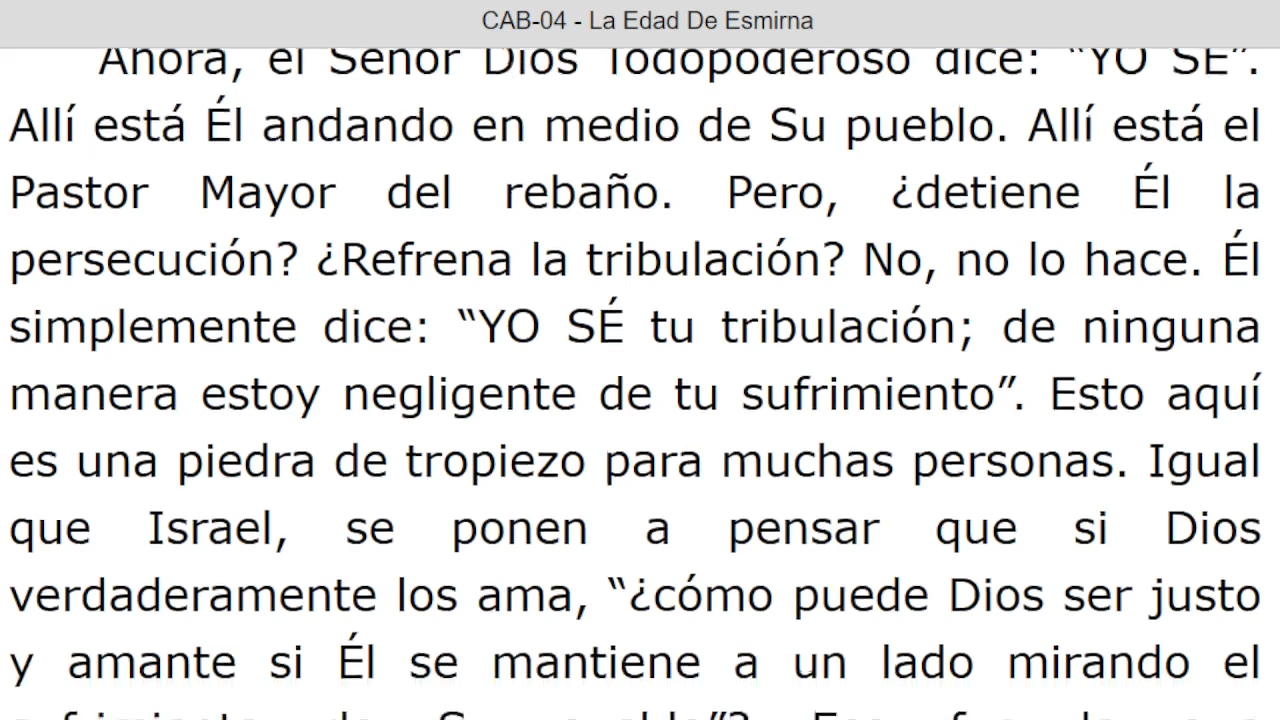 CAB-04 - La Edad De Esmirna
Ahora, el Señor Dios Todopoderoso dice: “YO SÉ”.
Allí está Él andando en medio de Su pueblo. Allí está el
Pastor Mayor del rebaño. Pero, ¿detiene Él la
persecución? ¿Refrena la tribulación? No, no lo hace. Él
simplemente dice: “YO SÉ tu tribulación; de ninguna
manera estoy negligente de tu sufrimiento”. Esto aquí
es una piedra de tropiezo para muchas personas. Igual
que Israel, se ponen a pensar que si Dios
verdaderamente los ama, “¿cómo puede Dios ser justo
y amante si Él se mantiene a un lado mirando el